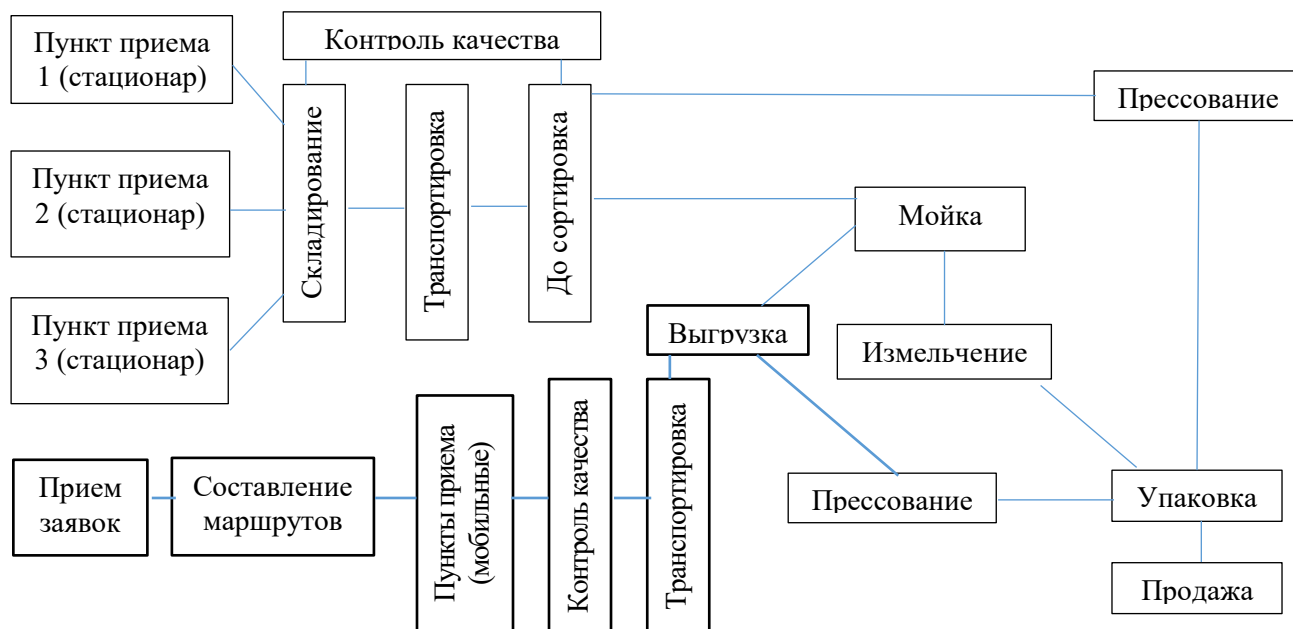 Пункт приема
1 (стационар)
Контроль качества
Прессование
Складирование
Транспортировка
До сортировка
Пункт приема
2 (стационар)
Мойка
Пункт приема
3 (стационар)
Выгрузка
Измельчение
Прием
заявок
Составление
маршрутов
Пункты приема
(мобильные)
Контроль качества
Транспортировка
Прессование
Упаковка
Продажа